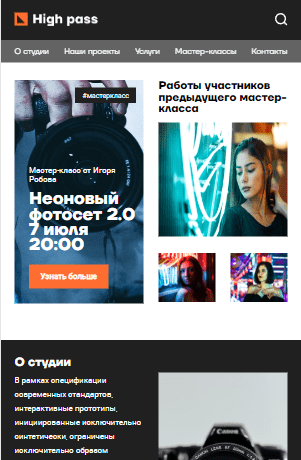 High pass
О студии Наши проекты Услуги Мастер-классы Контакты
#мастеркласс
Мастер-класс от Игоря
Робова
Неоновый
фотосет 2.0
7 июля
20:00
Узнать больше
Работы участников
предыдущего мастер-
класса
О студии
В рамках спецификации
современных стандартов,
интерактивные прототипы,
инициированные исключительно
синтетически, ограничены
исключительно образом
Canon